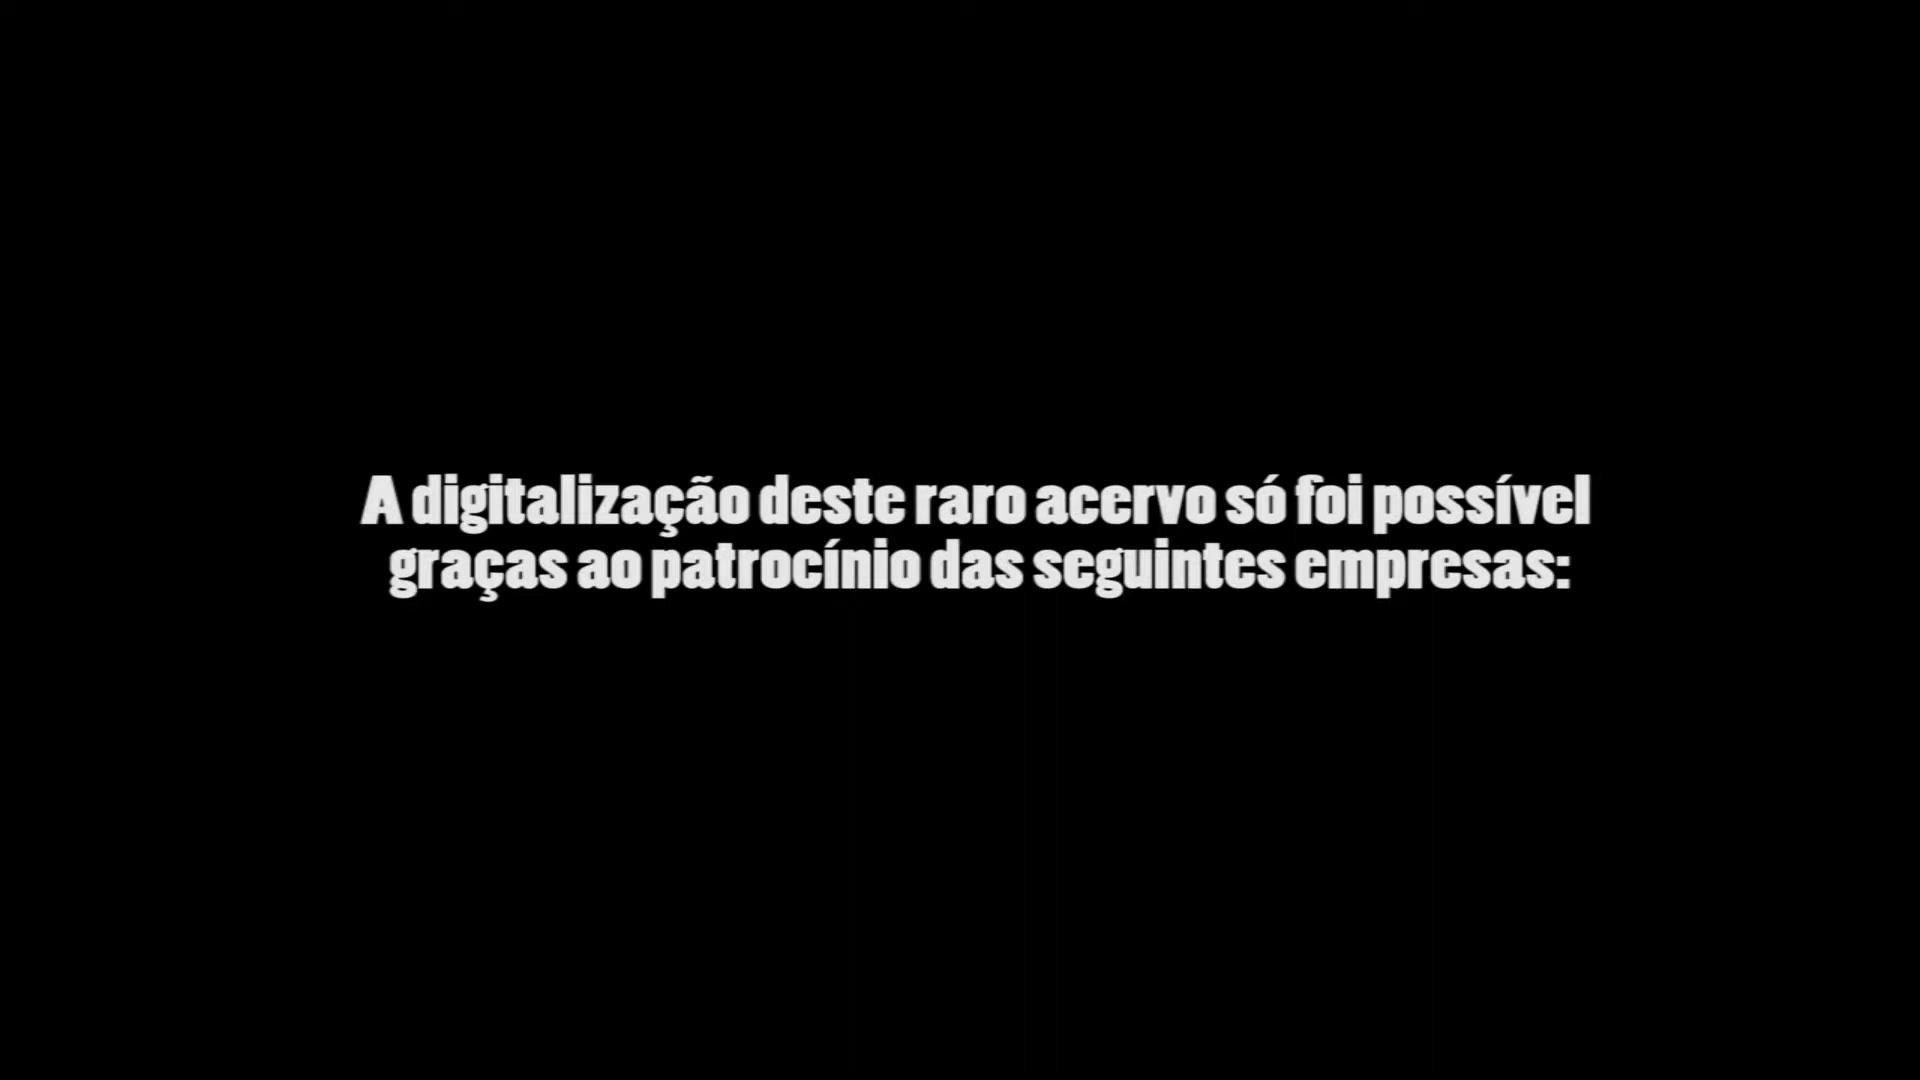 A digitalização deste raro acervo só foi possível
graças ao patrocínio das seguintes empresas: